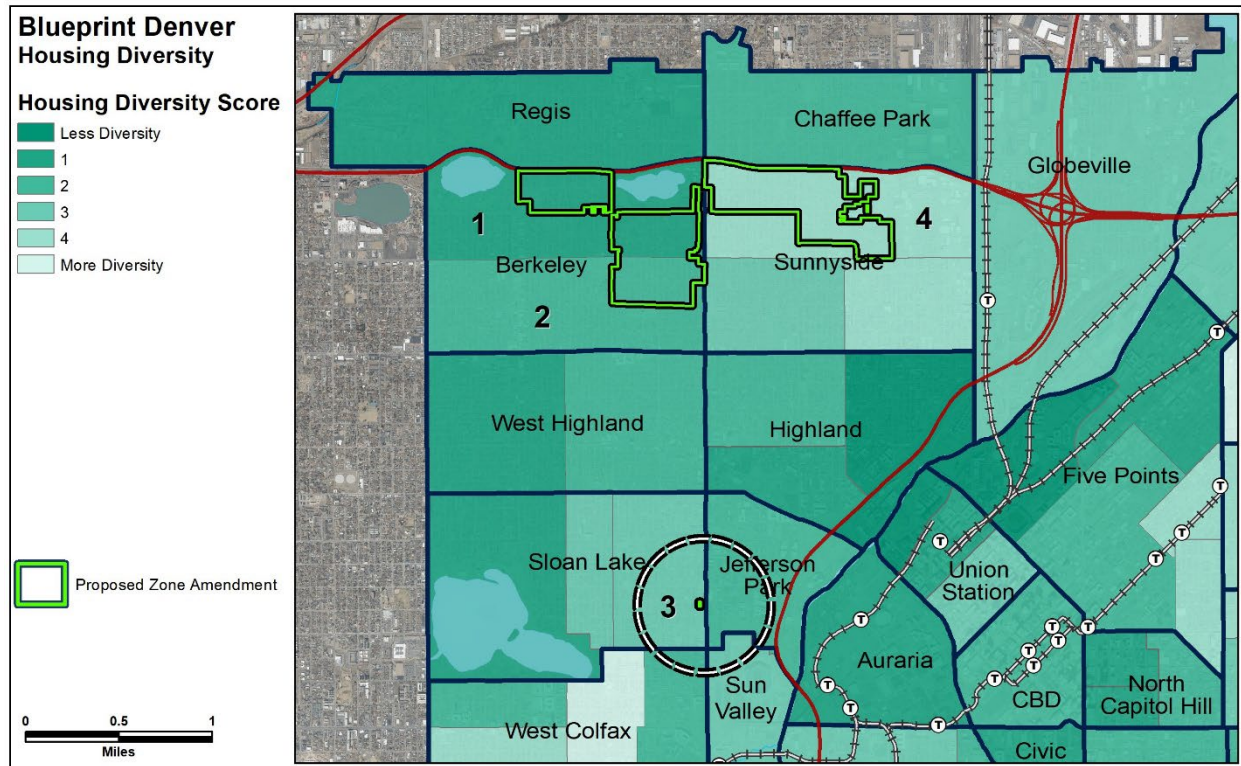 Blueprint Denver
Housing Diversity
Housing Diversity Score
Less Diversity
1
2
3
4
More Diversity
Proposed Zone Amendment
0
0.5
1
Miles
Regis
Chaffee Park
Globeville
1
4
Berkeley
Sunnyside
2
T
West Highland
Highland
T
Five Points
T
T
T
Sloan Lake
Jefferson
Park
Union
Station
T
3
T
T
T
T
T
Auraria
T
T
CBD
North
Capitol Hill
Sun
Valley
T
T
T
West Colfax
Civic
T
T